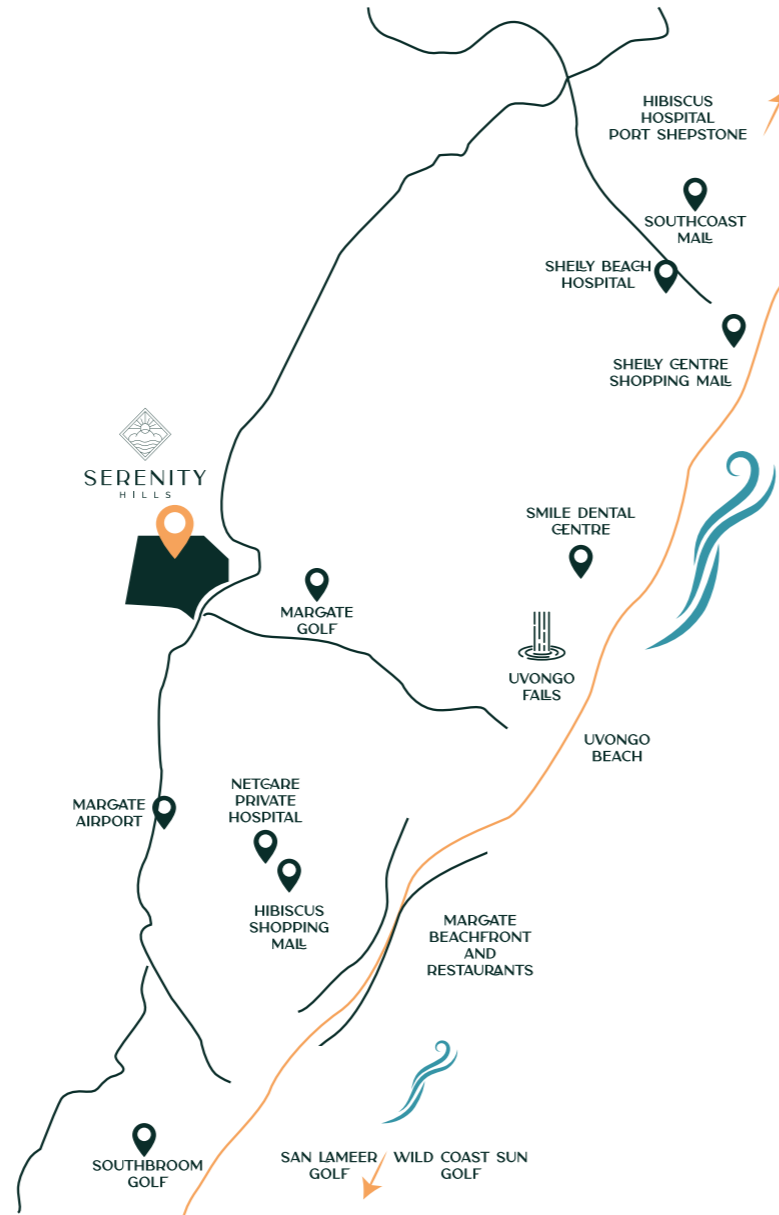 HIBISCUS
HOSPITAL
PORT SHEPSTONE
SOUTHCOAST
MALL
SHELLY BEACH
HOSPITAL
SHELLY CENTRE
SHOPPING MALL
SERENITY
HILLS
SMILE DENTAL
CENTRE
MARGATE
GOLF
UVONGO
FALLS
UVONGO
BEACH
NETCARE
PRIVATE
HOSPITAL
MARGATE
AIRPORT
HIBISCUS
SHOPPING
MALL
MARGATE
BEACHFRONT
AND
RESTAURANTS
SOUTHBROOM
GOLF
SAN LAMEER
GOLF
WILD COAST SUN
GOLF